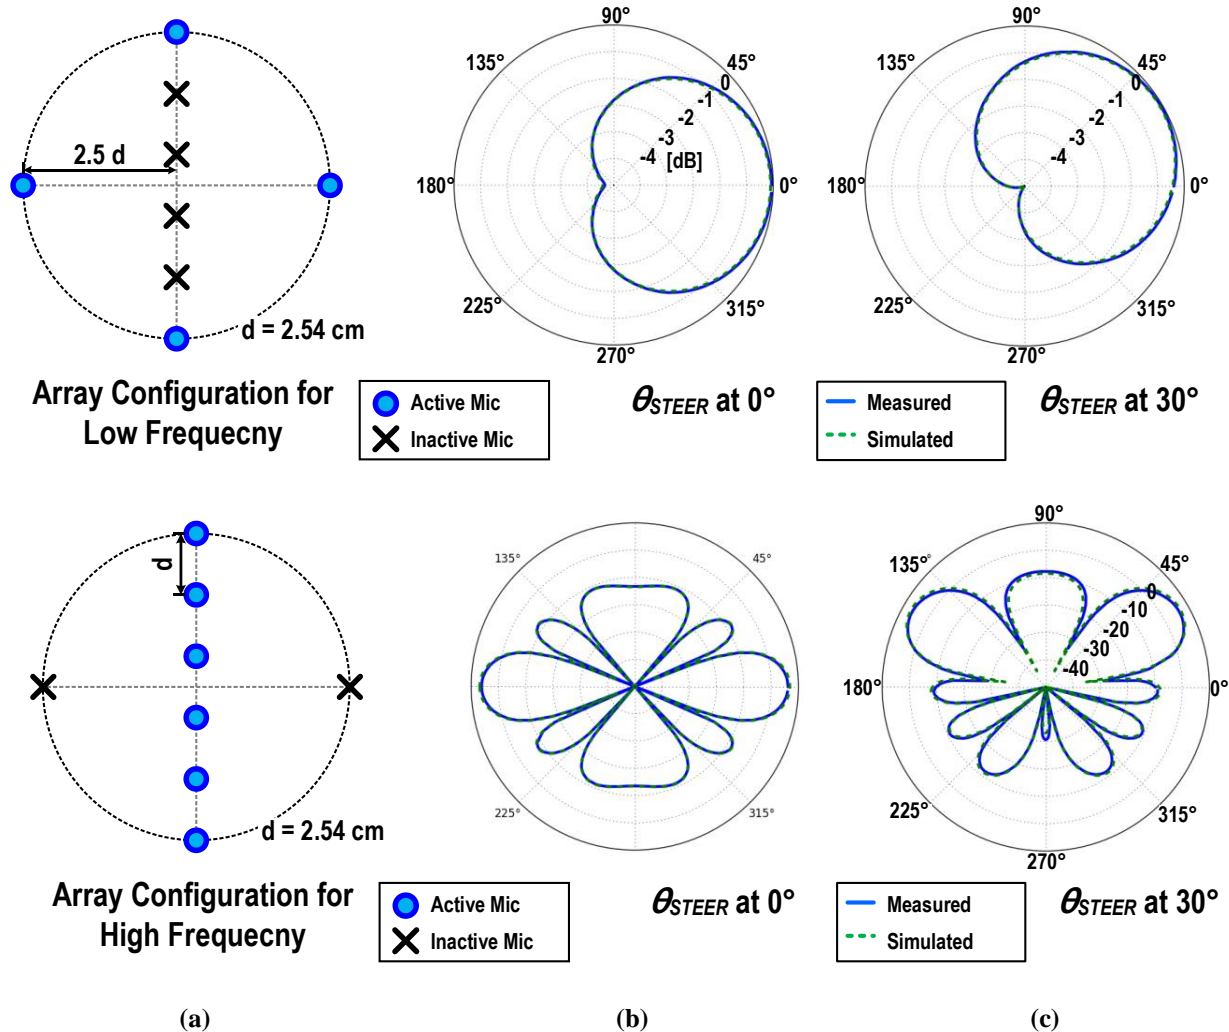 2.5 d
d = 2.54 cm
Array Configuration for
Low Frequecny
Active Mic
Inactive Mic
90°
135°
45°
0
-1
-2
-3
-4
[dB]
180°
0°
225°
315°
270°
θSTEER at 0°
90°
135°
45°
0
-1
-2
-3
-4
180°
0°
225°
315°
270°
Measured
Simulated
θSTEER at 30°
d
d = 2.54 cm
Array Configuration for
High Frequecny
Active Mic
Inactive Mic
135°
45°
225°
315°
θSTEER at 0°
90°
135°
45°
0
-10
-20
-30
-40
180°
0°
225°
315°
270°
Measured
Simulated
θSTEER at 30°
(a)
(b)
(c)